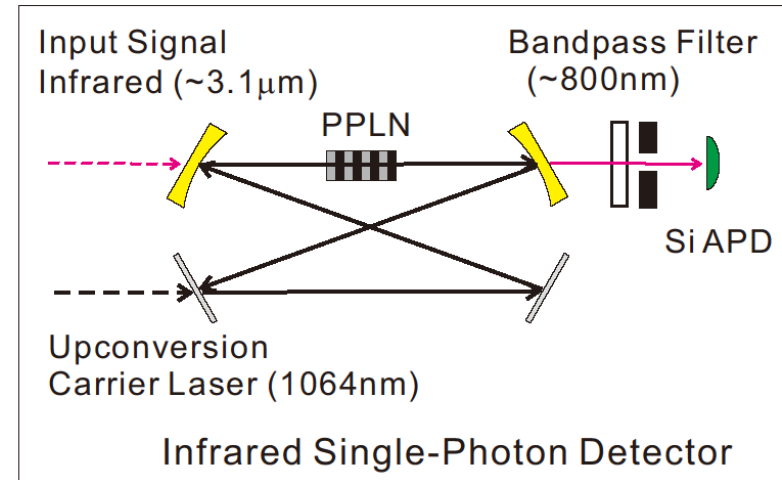 Input Signal
Infrared (~3.1μm)
Bandpass Filter
(~800nm)
PPLN
Si APD
Upconversion
Carrier Laser (1064nm)
Infrared Single-Photon Detector